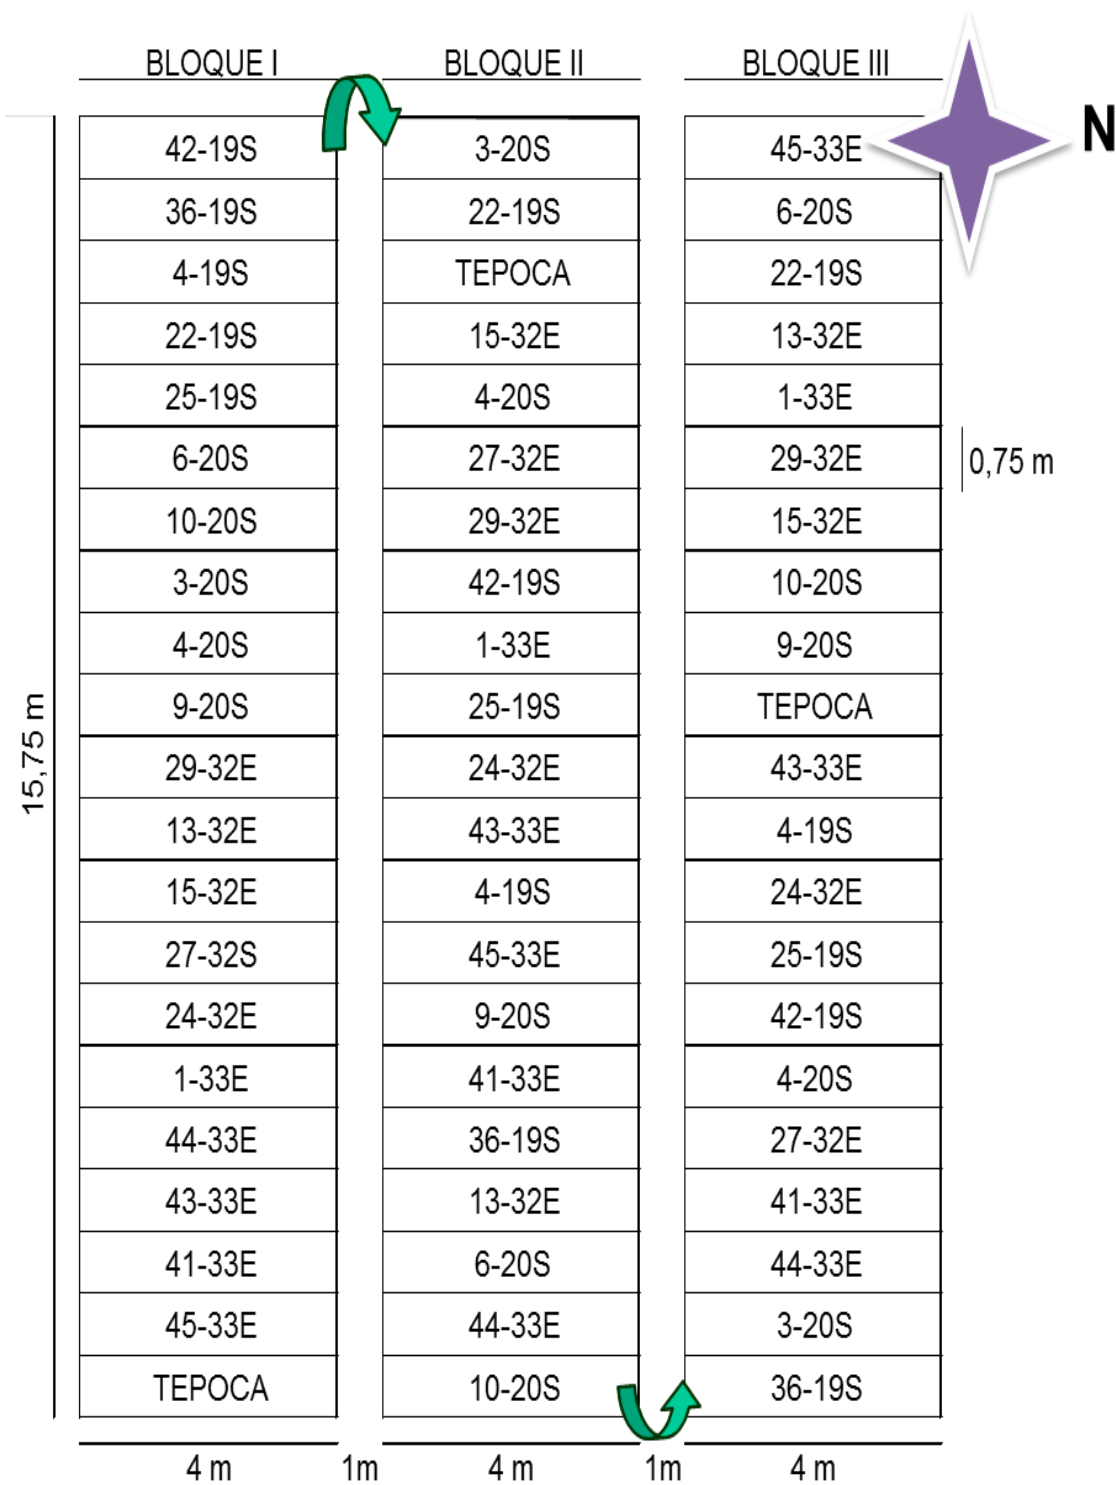 BLOQUE I BLOQUE II BLOQUE III
N
42-19S 3-20S 45-33E
36-19S 22-19S 6-20S
4-19S TEPOCA 22-19S
22-19S 15-32E 13-32E
25-19S 4-20S 1-33E
6-20S 27-32E 29-32E 0,75 m
10-20S 29-32E 15-32E
3-20S 42-19S 10-20S
4-20S 1-33E 9-20S
9-20S 25-19S TEPOCA
15,75 m
29-32E 24-32E 43-33E
13-32E 43-33E 4-19S
15-32E 4-19S 24-32E
27-32S 45-33E 25-19S
24-32E 9-20S 42-19S
1-33E 41-33E 4-20S
44-33E 36-19S 27-32E
43-33E 13-32E 41-33E
41-33E 6-20S 44-33E
45-33E 44-33E 3-20S
TEPOCA 10-20S 36-19S
4 m 1m 4 m 1m 4 m